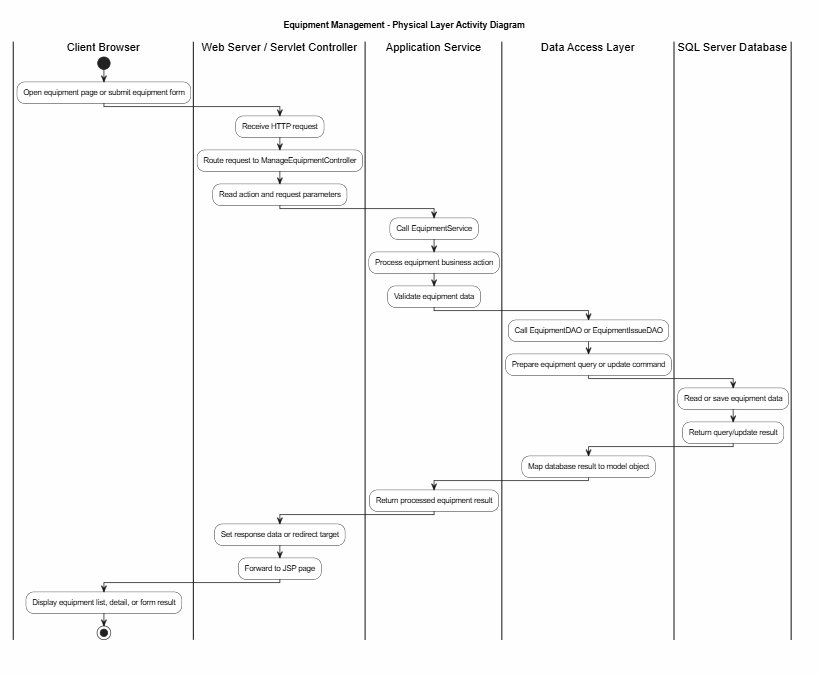 Equipment Management - Physical Layer Activity Diagram
Client Browser
Web Server / Servlet Controller
Application Service
Data Access Layer
SQL Server Database
Open equipment page or submit equipment form
Receive HTTP request
Route request to ManageEquipmentController
Read action and request parameters
Call EquipmentService
Process equipment business action
Validate equipment data
Call EquipmentDAO or EquipmentIssueDAO
Prepare equipment query or update command
Read or save equipment data
Return query/update result
Map database result to model object
Return processed equipment result
Set response data or redirect target
Forward to JSP page
Display equipment list, detail, or form result